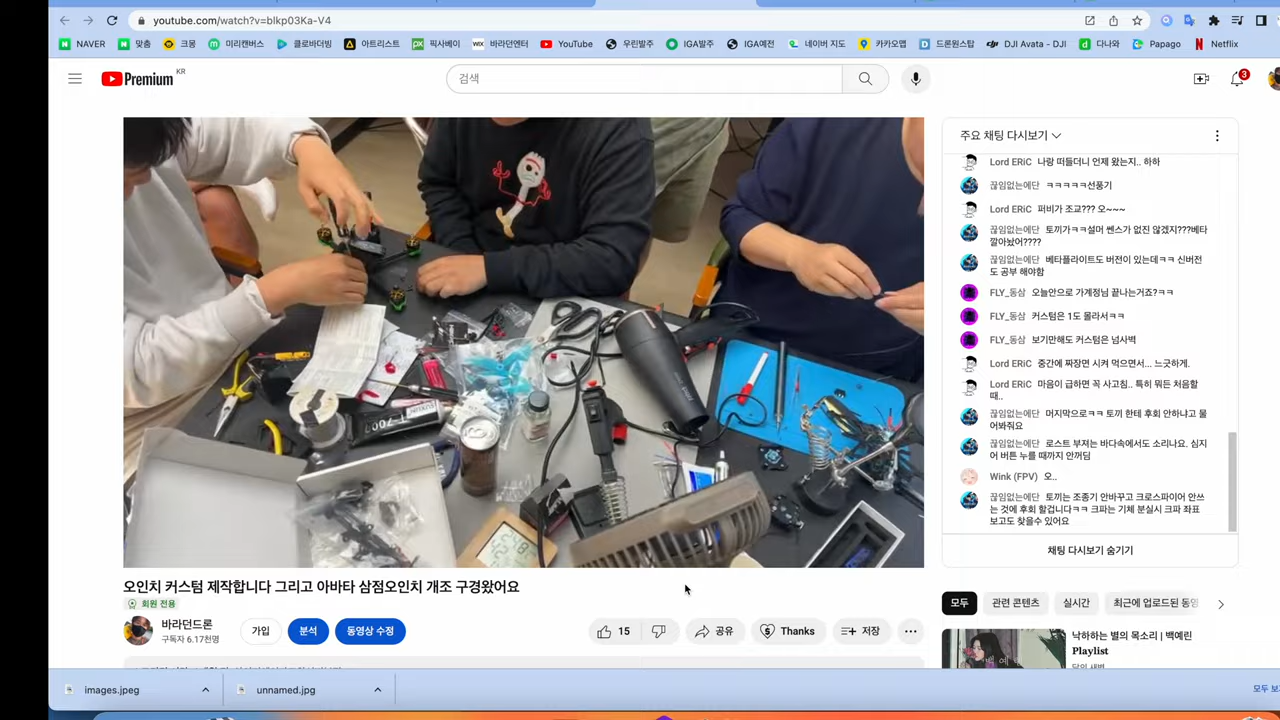 youtube.com/watch?v=blkp03Ka-V4
NAVER 맞춤 크몽 미리캔버스 클로바더빙 아트리스트 픽사베이 바라던엔터 YouTube 우린발주 IGA발주 IGA예전 네이버 지도 카카오맵 드론원스탑 DJI Avata - DJI 다나와 Papago Netflix
Premium KR
검색
3
주요 채팅 다시보기
Lord ERiC 나랑 떠들더니 언제 왔는지.. 하하
끊임없는에단 ㅋㅋㅋㅋㅋ선풍기
Lord ERiC 퍼비가 조교??? 오~~~
끊임없는에단 토끼가ㅋㅋ설머 쎈스가 없진 않겠지???베타
깔아놨어????
끊임없는에단 베타플라이트도 버전이 있는데ㅋㅋ 신버전
도 공부 해야함
FLY_동삼 오늘안으로 가계정님 끝나는거죠?ㅋㅋ
FLY_동삼 커스텀은 1도 몰라서ㅋㅋ
FLY_동삼 보기만해도 커스텀은 넘사벽
Lord ERiC 중간에 짜장면 시켜 먹으면서... 느긋하게.
Lord ERiC 마음이 급하면 꼭 사고침.. 특히 뭐든 처음할
때..
끊임없는에단 머지막으로ㅋㅋ 토끼 한테 후회 안하냐고 물
어봐줘요
끊임없는에단 로스트 부져는 바다속에서도 소리나요. 심지
어 버튼 누를 때까지 안꺼딤
Wink (FPV) 오..
끊임없는에단 토끼는 조종기 안바꾸고 크로스파이어 안쓰
는 것에 후회 할겁니다ㅋㅋ 크파는 기체 분실시 크파 좌표
보고도 찾을수 있어요
채팅 다시보기 숨기기
오인치 커스텀 제작합니다 그리고 아바타 삼점오인치 개조 구경왔어요
회원 전용
바라던드론
구독자 6.17천명
가입 분석 동영상 수정 15 공유 Thanks 저장
모두 관련 콘텐츠 실시간 최근에 업로드된 동영
낙하하는 별의 목소리 | 백예린
Playlist
images.jpeg unnamed.jpg 모두 보